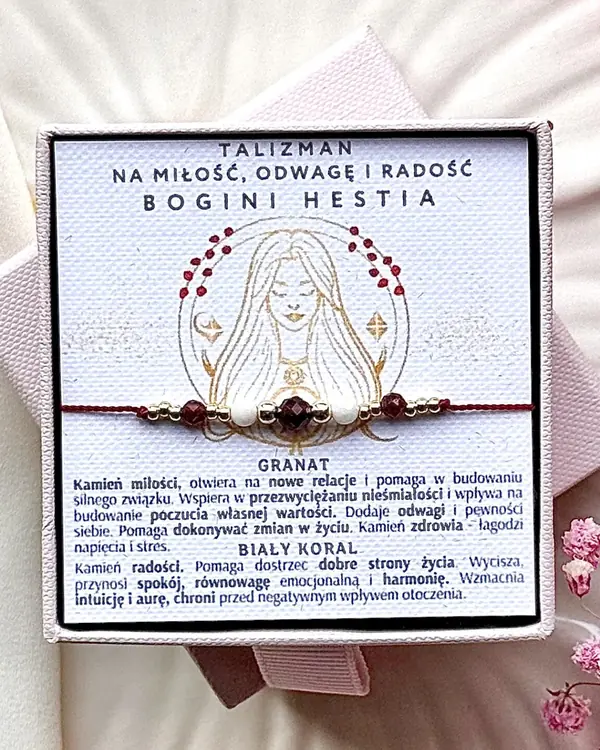 TALIZMAN
NA MIŁOŚĆ, ODWAGĘ I RADOŚĆ
BOGINI HESTIA
GRANAT
Kamień miłości, otwiera na nowe relacje i pomaga w budowaniu
silnego związku. Wspiera w przezwyciężaniu nieśmiałości i wpływa na
budowanie poczucia własnej wartości. Dodaje odwagi i pewności
siebie. Pomaga dokonywać zmian w życiu. Kamień zdrowia - łagodzi
napięcia i stres.
BIAŁY KORAL
Kamień radości. Pomaga dostrzec dobre strony życia. Wycisza,
przynosi spokój, równowagę emocjonalną i harmonię. Wzmacnia
intuicję i aurę, chroni przed negatywnym wpływem otoczenia.